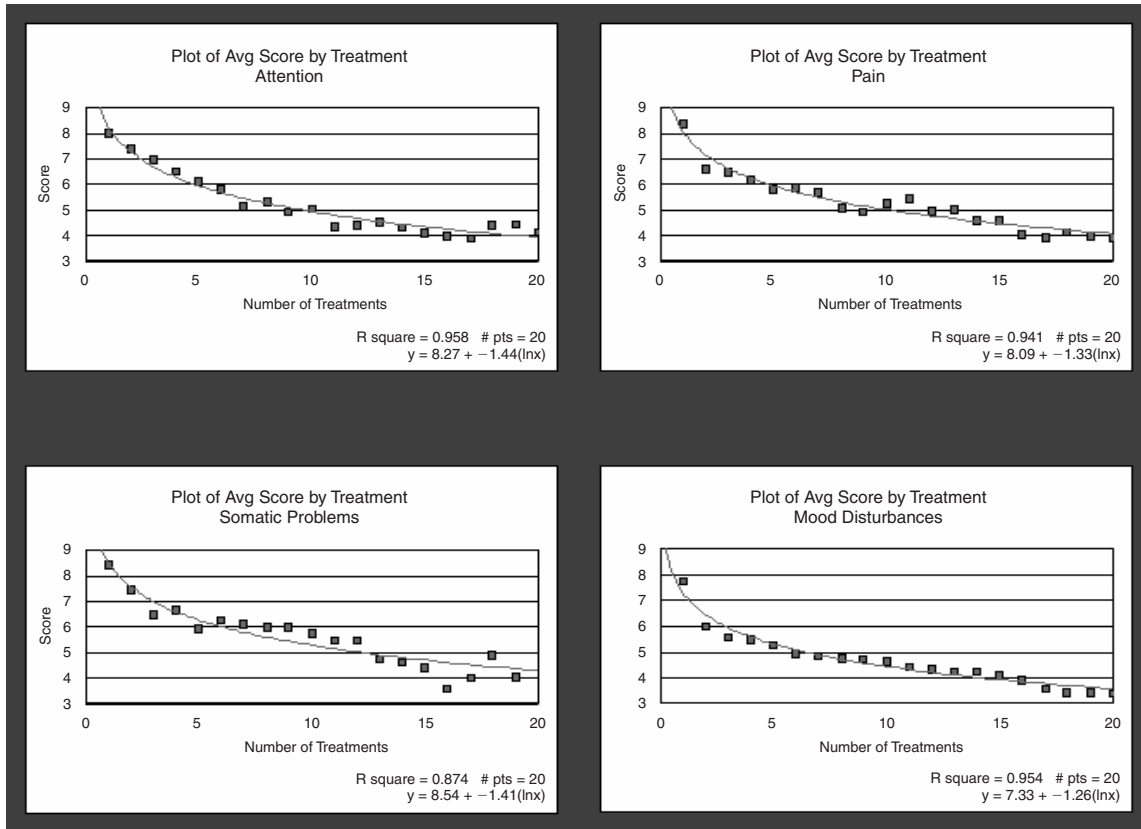 Plot of Avg Score by Treatment
Attention
9
8
7
6
5
4
3
Score
0 5 10 15 20
Number of Treatments
R square = 0.958 # pts = 20
y = 8.27 + −1.44(lnx)
Plot of Avg Score by Treatment
Pain
9
8
7
6
5
4
3
Score
0 5 10 15 20
Number of Treatments
R square = 0.941 # pts = 20
y = 8.09 + −1.33(lnx)
Plot of Avg Score by Treatment
Somatic Problems
9
8
7
6
5
4
3
Score
0 5 10 15 20
Number of Treatments
R square = 0.874 # pts = 20
y = 8.54 + −1.41(lnx)
Plot of Avg Score by Treatment
Mood Disturbances
9
8
7
6
5
4
3
0 5 10 15 20
Number of Treatments
R square = 0.954 # pts = 20
y = 7.33 + −1.26(lnx)